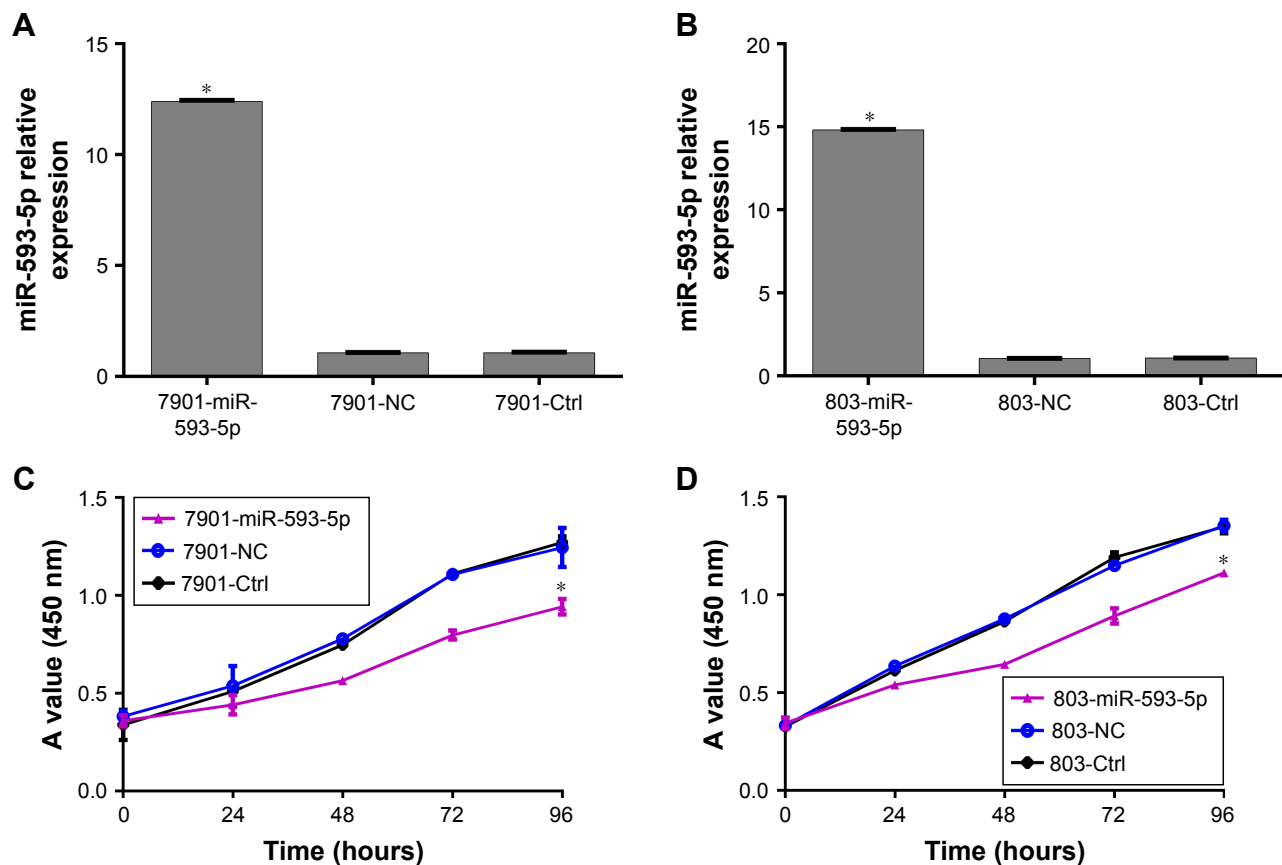 A
miR-593-5p relative
expression
15
10
5
0
*
7901-miR-
593-5p
7901-NC
7901-Ctrl
B
miR-593-5p relative
expression
20
15
10
5
0
*
803-miR-
593-5p
803-NC
803-Ctrl
C
A value (450 nm)
1.5
1.0
0.5
0.0
7901-miR-593-5p
7901-NC
7901-Ctrl
*
0 24 48 72 96
Time (hours)
D
A value (450 nm)
1.5
1.0
0.5
0.0
*
803-miR-593-5p
803-NC
803-Ctrl
0 24 48 72 96
Time (hours)